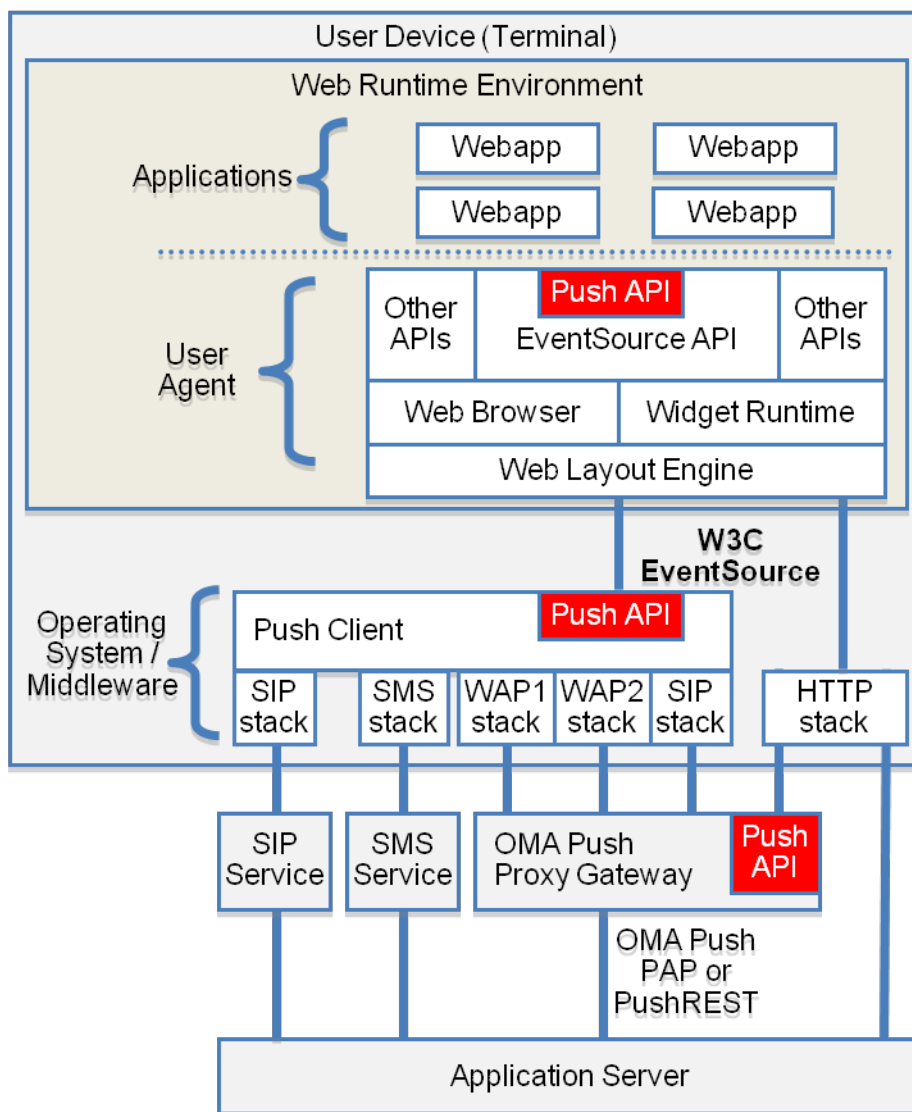 User Device (Terminal)
Web Runtime Environment
Applications
Webapp
Webapp
Webapp
Webapp
User
Agent
Other
APIs
Push API
EventSource API
Other
APIs
Web Browser
Widget Runtime
Web Layout Engine
W3C
EventSource
Operating
System /
Middleware
Push Client
Push API
SIP
stack
SMS
stack
WAP1
stack
WAP2
stack
SIP
stack
HTTP
stack
SIP
Service
SMS
Service
OMA Push
Proxy Gateway
Push
API
OMA Push
PAP or
PushREST
Application Server